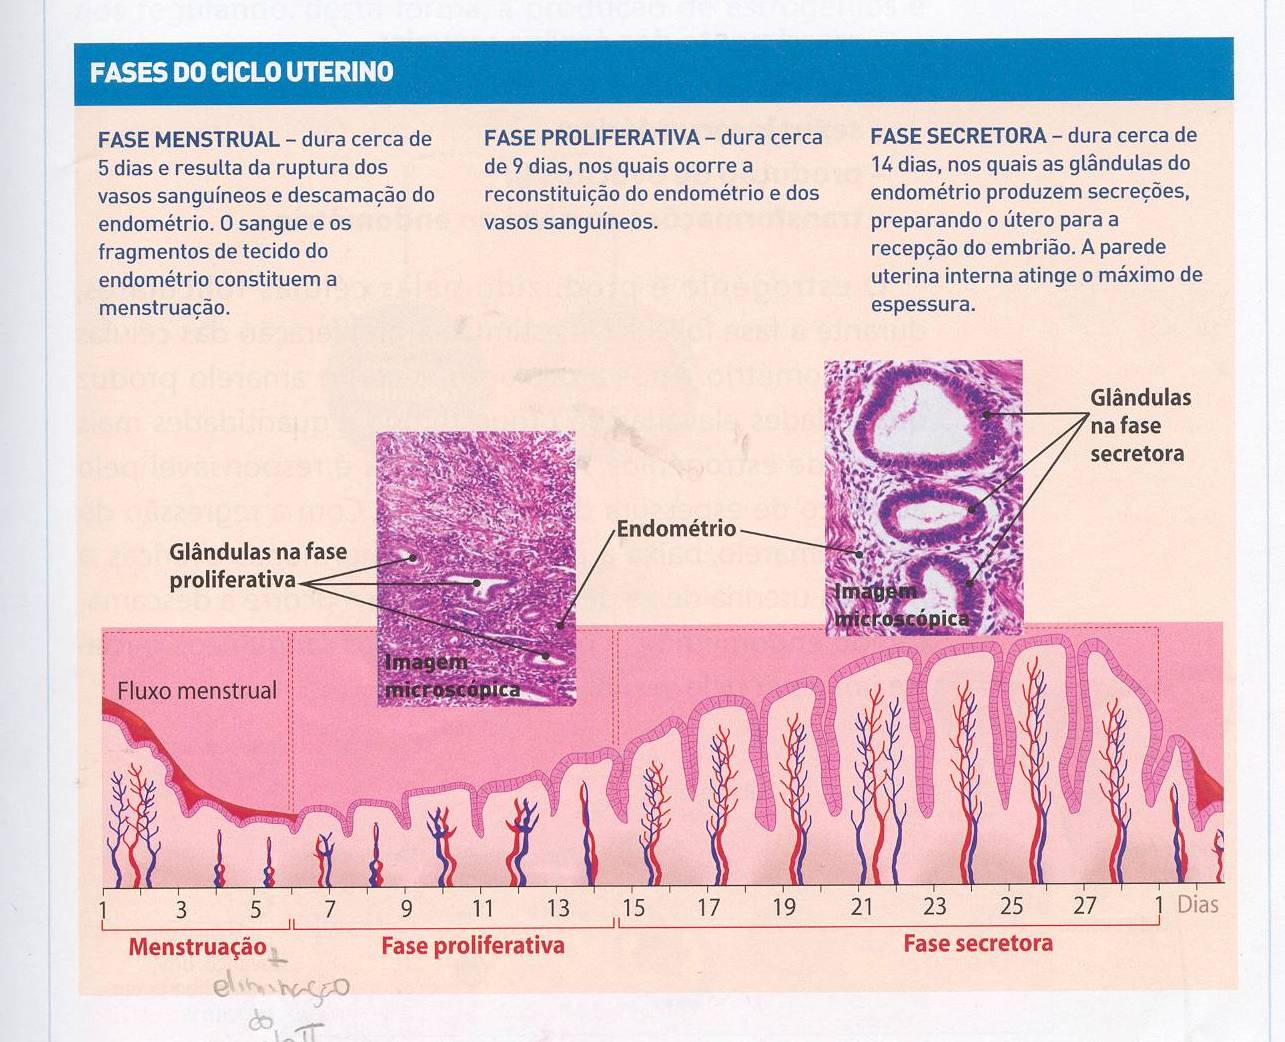 FASES DO CICLO UTERINO
FASE MENSTRUAL – dura cerca de
5 dias e resulta da ruptura dos
vasos sanguíneos e descamação do
endométrio. O sangue e os
fragmentos de tecido do
endométrio constituem a
menstruação.
FASE PROLIFERATIVA – dura cerca
de 9 dias, nos quais ocorre a
reconstituição do endométrio e dos
vasos sanguíneos.
FASE SECRETORA – dura cerca de
14 dias, nos quais as glândulas do
endométrio produzem secreções,
preparando o útero para a
recepção do embrião. A parede
uterina interna atinge o máximo de
espessura.
Glândulas
na fase
secretora
Endométrio
Glândulas na fase
proliferativa
Imagem
microscópica
Imagem
microscópica
Fluxo menstrual
1 3 5 7 9 11 13 15 17 19 21 23 25 27 1 Dias
Menstruação
Fase proliferativa
Fase secretora
+
eliminação
do